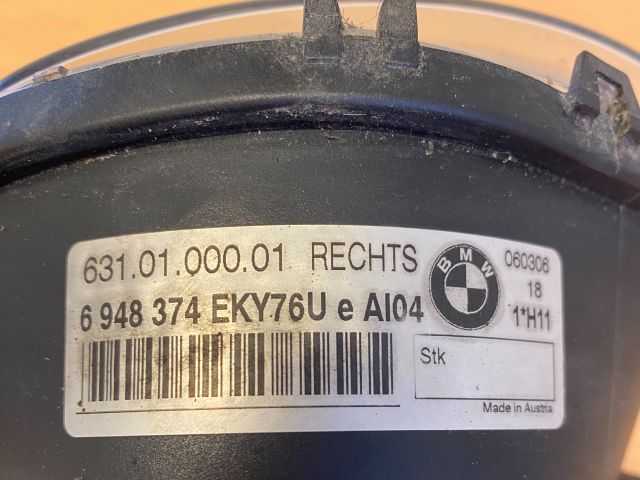 631.01.000.01 RECHTS
6 948 374 EKY76U e AI04
BMW
060306
18
1*H11
Stk
Made in Austria